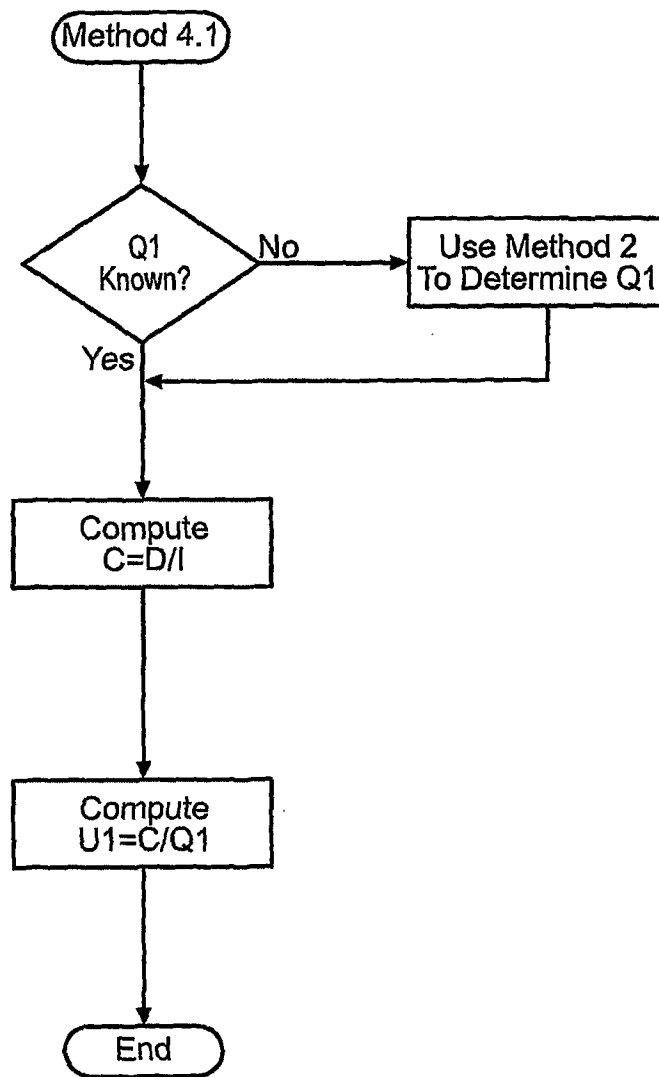 Method 4.1
Q1
Known?
No
Use Method 2
To Determine Q1
Yes
Compute
C=D/I
Compute
U1=C/Q1
End